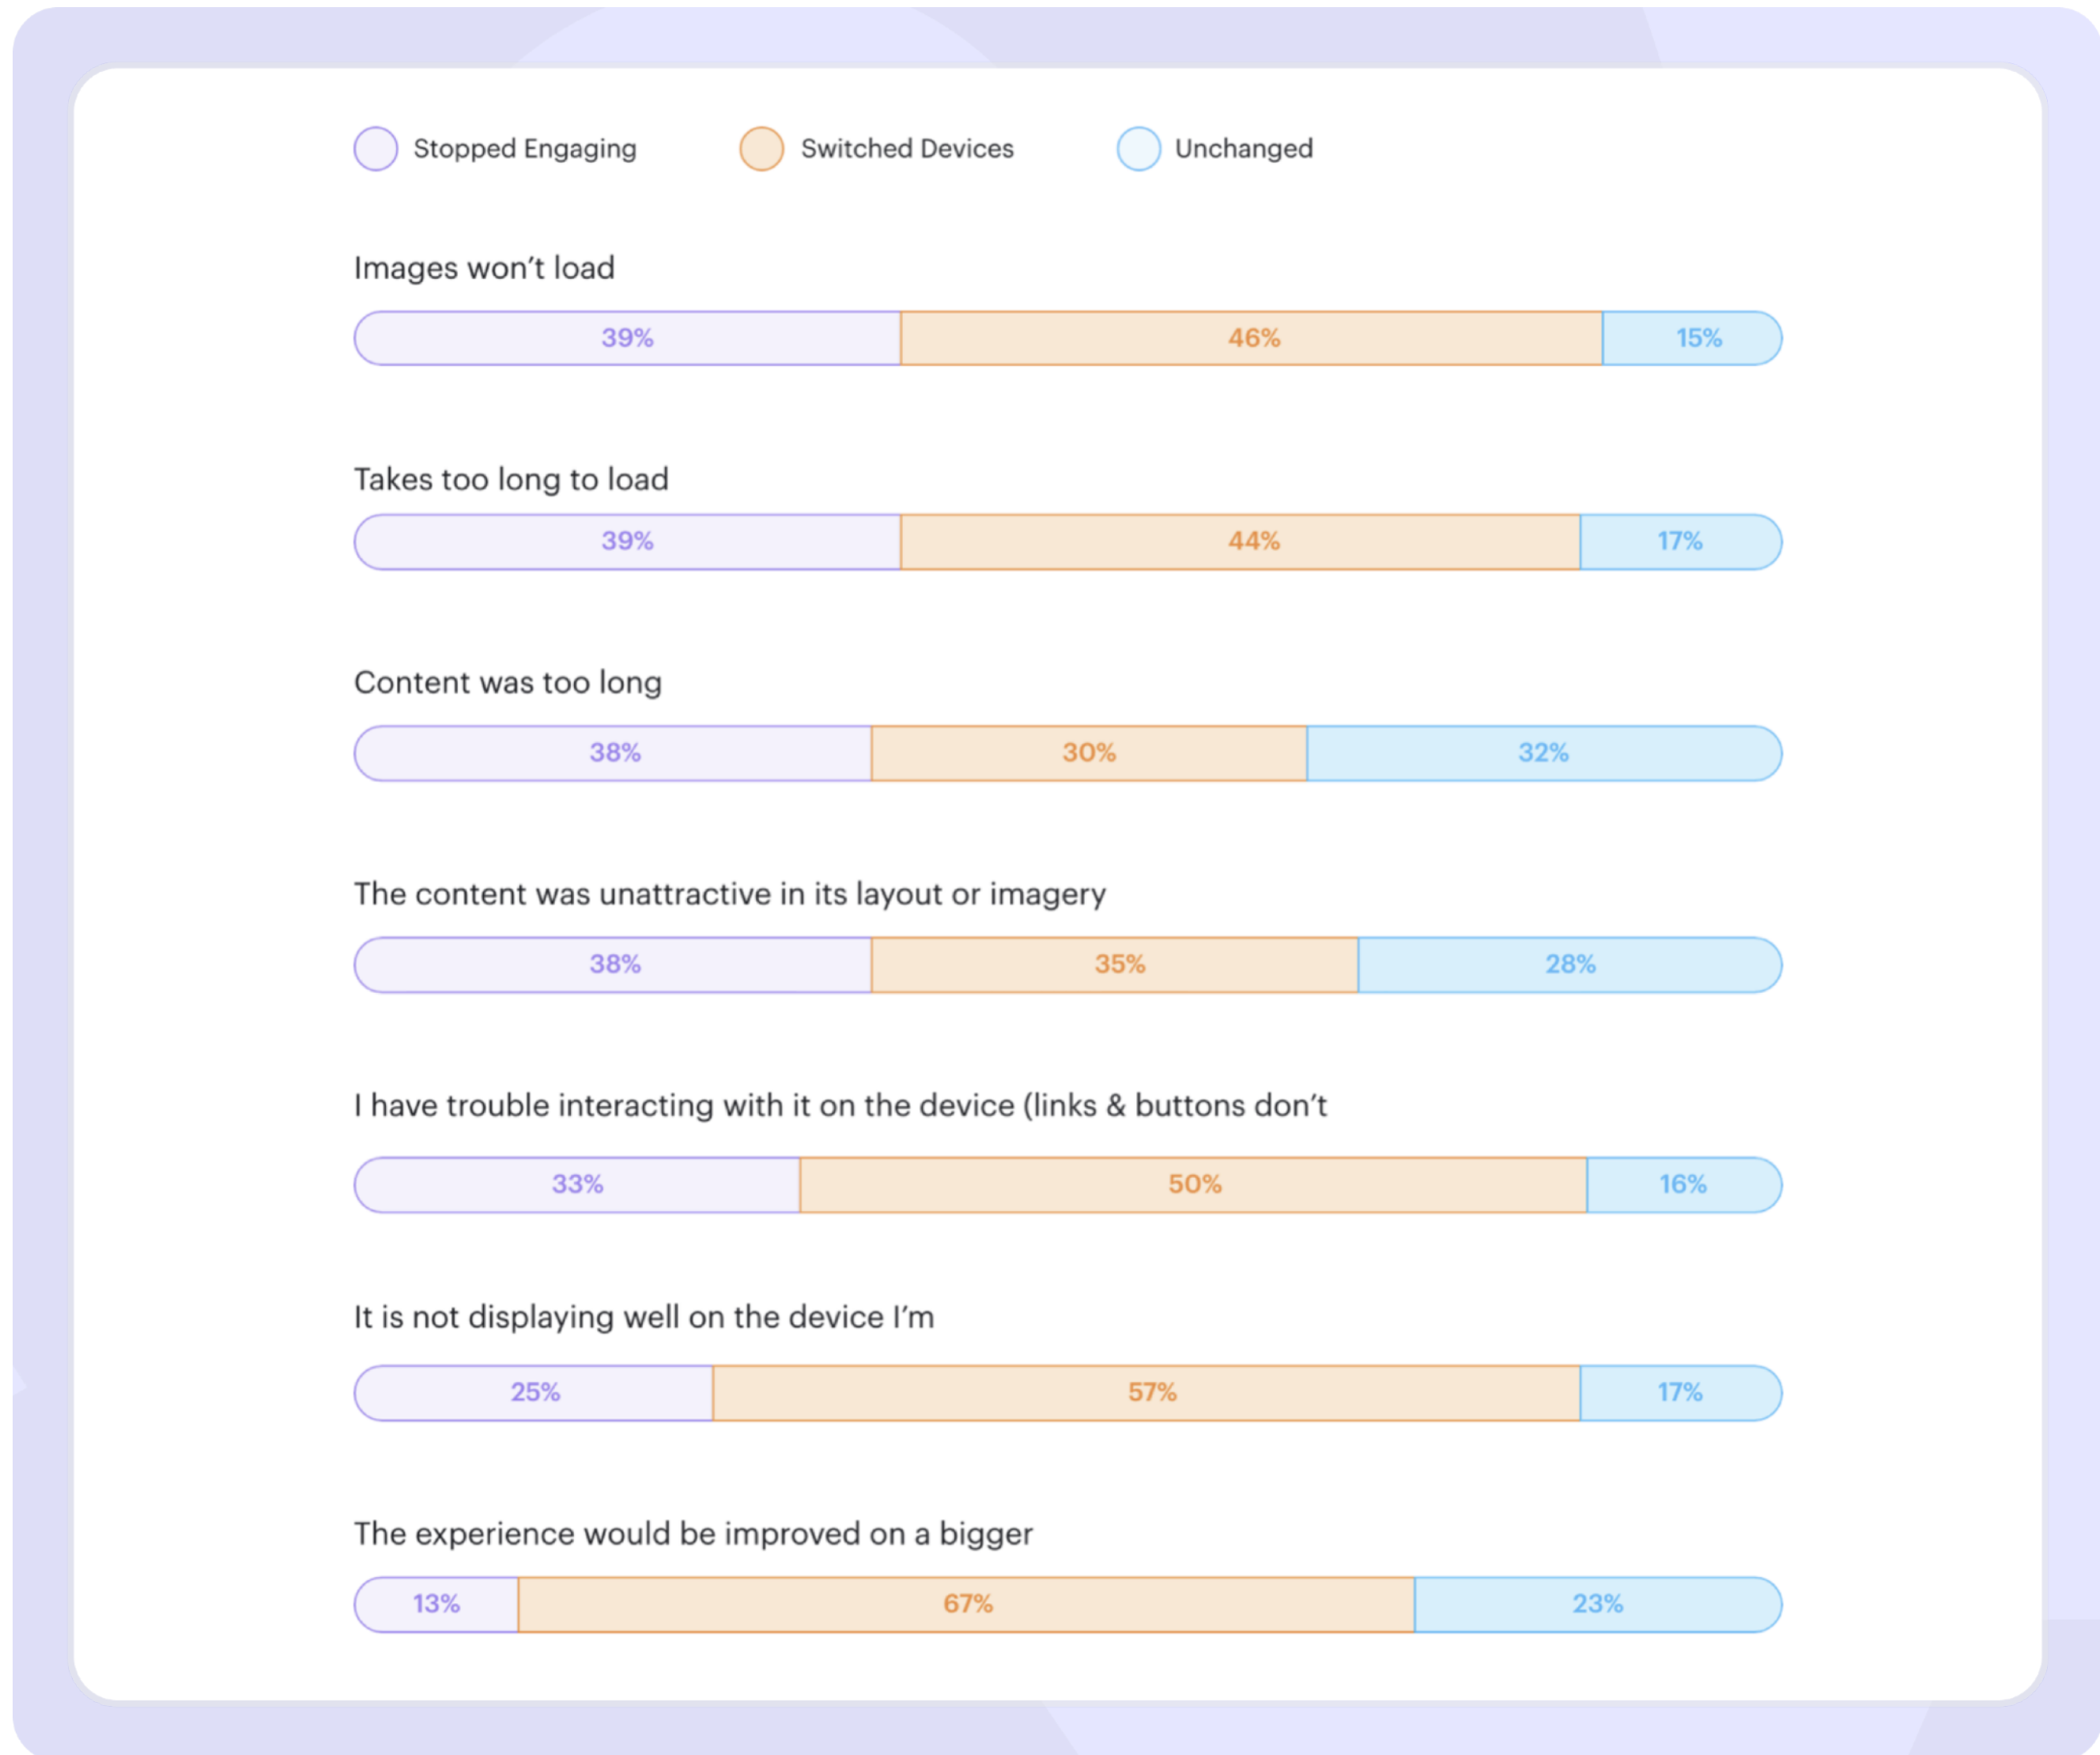 Stopped Engaging Switched Devices Unchanged
Images won’t load
39% 46% 15%
Takes too long to load
39% 44% 17%
Content was too long
38% 30% 32%
The content was unattractive in its layout or imagery
38% 35% 28%
I have trouble interacting with it on the device (links & buttons don’t
33% 50% 16%
It is not displaying well on the device I’m
25% 57% 17%
The experience would be improved on a bigger
13% 67% 23%